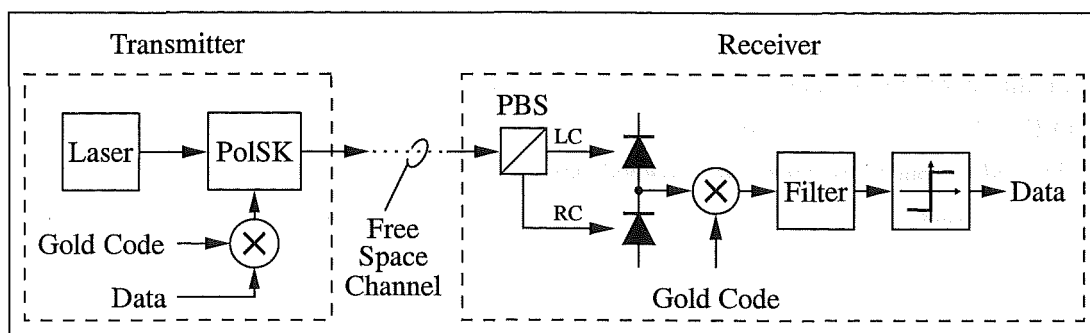 Transmitter
Receiver
PBS
Laser
PolSK
LC
RC
Filter
Data
Gold Code
Data
Free
Space
Channel
Gold Code